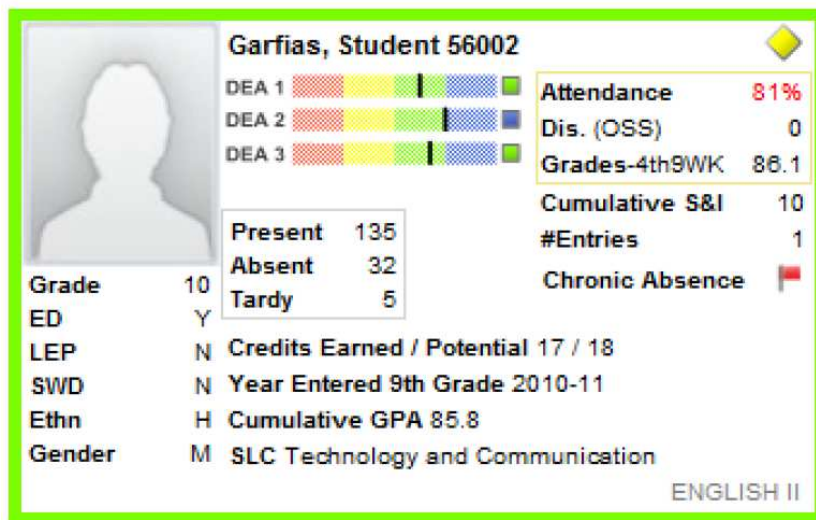 Garfias, Student 56002
DEA 1
DEA 2
DEA 3
Attendance 81%
Dis. (OSS) 0
Grades-4th9WK 86.1
Cumulative S&I 10
#Entries 1
Chronic Absence
Present 135
Absent 32
Tardy 5
Grade 10
ED Y
LEP N
SWD N
Ethn H
Gender M
Credits Earned / Potential 17 / 18
Year Entered 9th Grade 2010-11
Cumulative GPA 85.8
SLC Technology and Communication
ENGLISH II